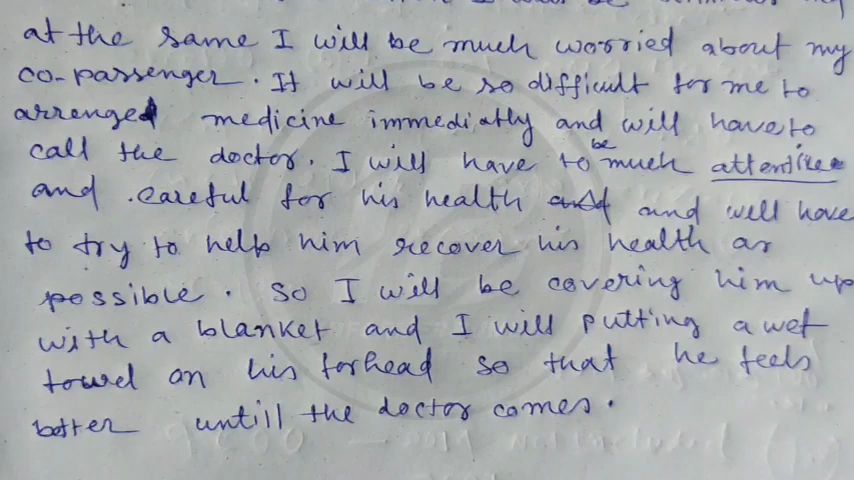 at the same I will be much worried about my
co-passenger. It will be so difficult for me to
arrenged medicine immediatly and will have to
call the doctor. I will have to be much attentive
and careful for his health and will have
to try to help him recover his health as
possible. so I will be covering him up
with a blanket and I will putting a wet
towel on his forhead so that he feels
better untill the doctor comes.